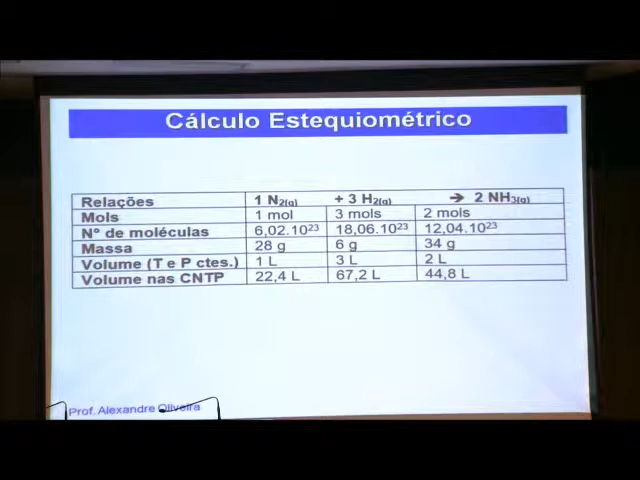 Cálculo Estequiométrico
Relações 1 N2(g) + 3 H2(g) ➔ 2 NH3(g)
Mols 1 mol 3 mols 2 mols
Nº de moléculas 6,02.10²³ 18,06.10²³ 12,04.10²³
Massa 28 g 6 g 34 g
Volume (T e P ctes.) 1 L 3 L 2 L
Volume nas CNTP 22,4 L 67,2 L 44,8 L
Prof. Alexandre Oliveira